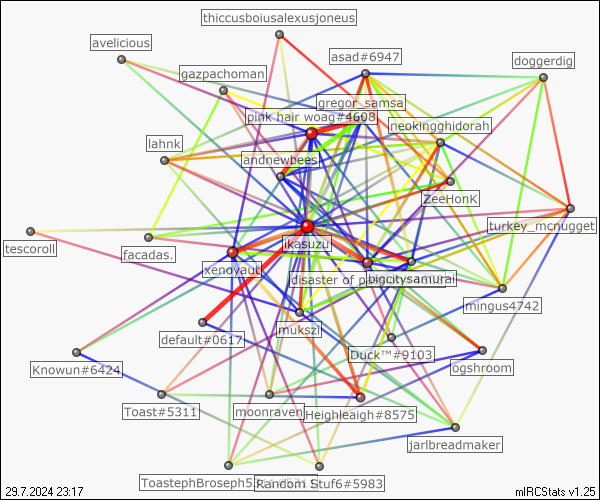 thiccusboiusalexusjoneus
avelicious
asad#6947
doggerdig
gazpachoman
gregor_samsa
pink hair woag#4608
neokingghidorah
lahnk
andnewbees
ZeeHonK
turkey_mcnugget
tescoroll
facadas.
ikasuzu
xenoyaut
disaster of
bigcitysamurai
mingus4742
mukszi
default#0617
Duck™#9103
ogshroom
Knowun#6424
Toast#5311
moonraven
Heighleaigh#8575
jarlbreadmaker
ToastephBroseph5
Random Stuf6#5983
29.7.2024 23:17
mIRCStats v1.25